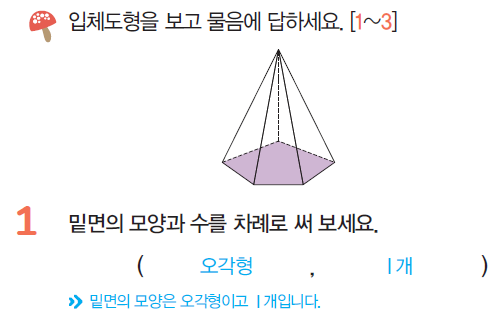 입체도형을 보고 물음에 답하세요. [1~3]
1 밑면의 모양과 수를 차례로 써 보세요.
( 오각형 , 1개 )
밑면의 모양은 오각형이고 1개입니다.